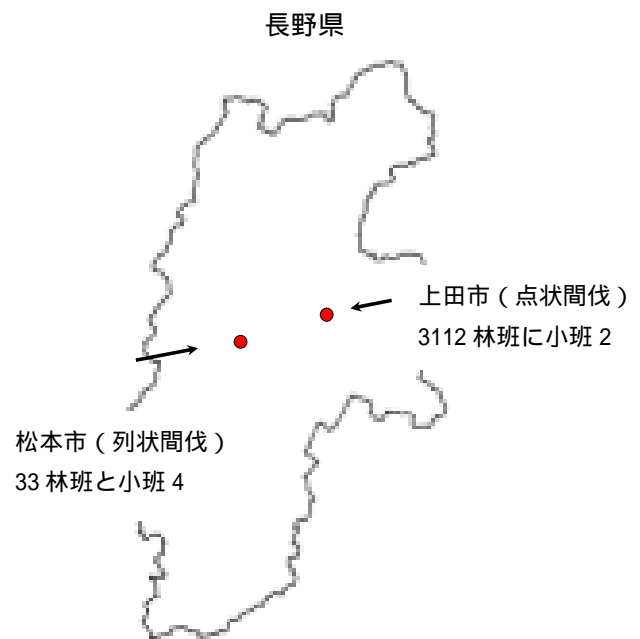 長野県
上田市（点状間伐）
3112 林班に小班 2
松本市（列状間伐）
33 林班と小班 4